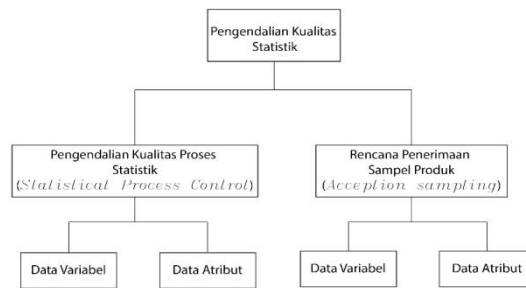 Pengendalian Kualitas
Statistik
Pengendalian Kualitas Proses
Statistik
(Statistical Process Control)
Rencana Penerimaan
Sampel Produk
(Acception sampling)
Data Variabel
Data Atribut
Data Variabel
Data Atribut